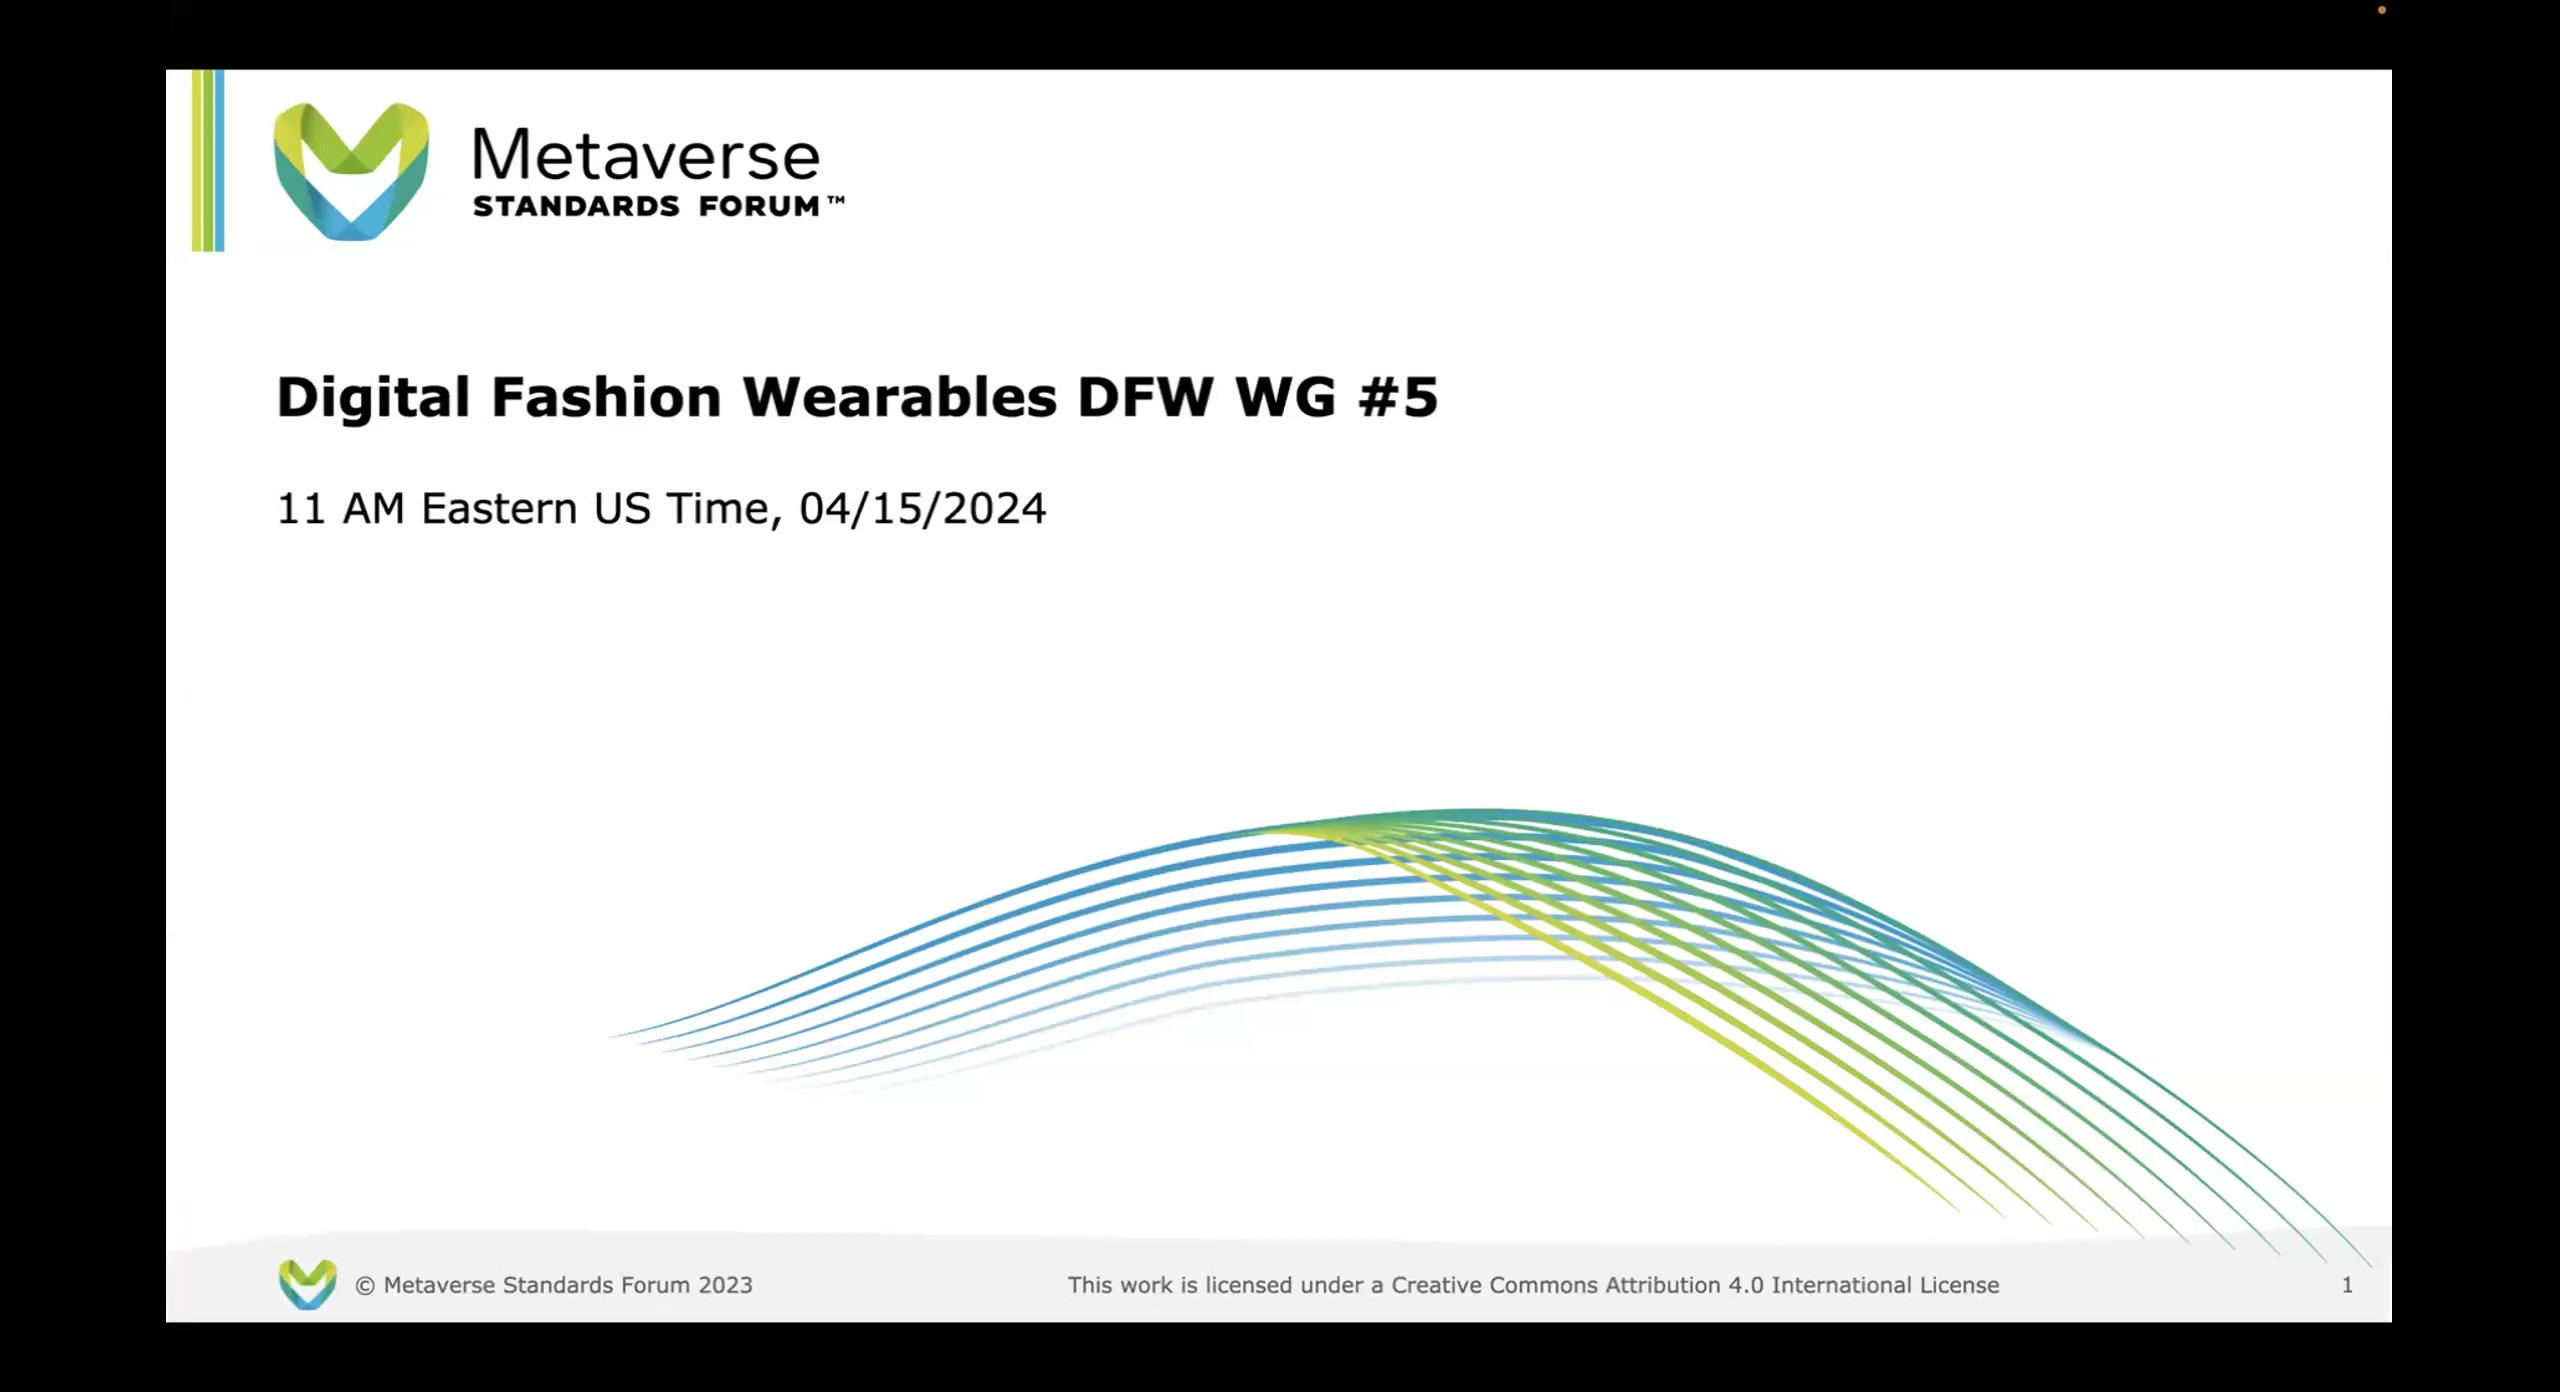 Metaverse
STANDARDS FORUM™
Digital Fashion Wearables DFW WG #5
11 AM Eastern US Time, 04/15/2024
© Metaverse Standards Forum 2023
This work is licensed under a Creative Commons Attribution 4.0 International License
1